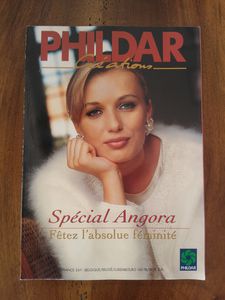 PHILDAR
Créations
Spécial Angora
Fêtez l'absolue féminité
PHILDAR